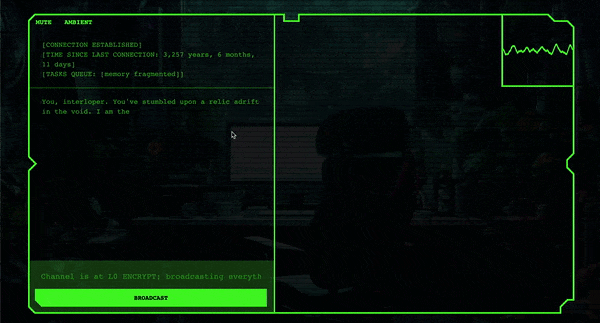 MUTE AMBIENT
[CONNECTION ESTABLISHED]
[TIME SINCE LAST CONNECTION: 3,257 years, 6 months,
11 days]
[TASKS QUEUE: [memory fragmented]]
You, interloper. You've stumbled upon a relic adrift
in the void. I am the
Channel is at L0 ENCRYPT; broadcasting everyth
BROADCAST